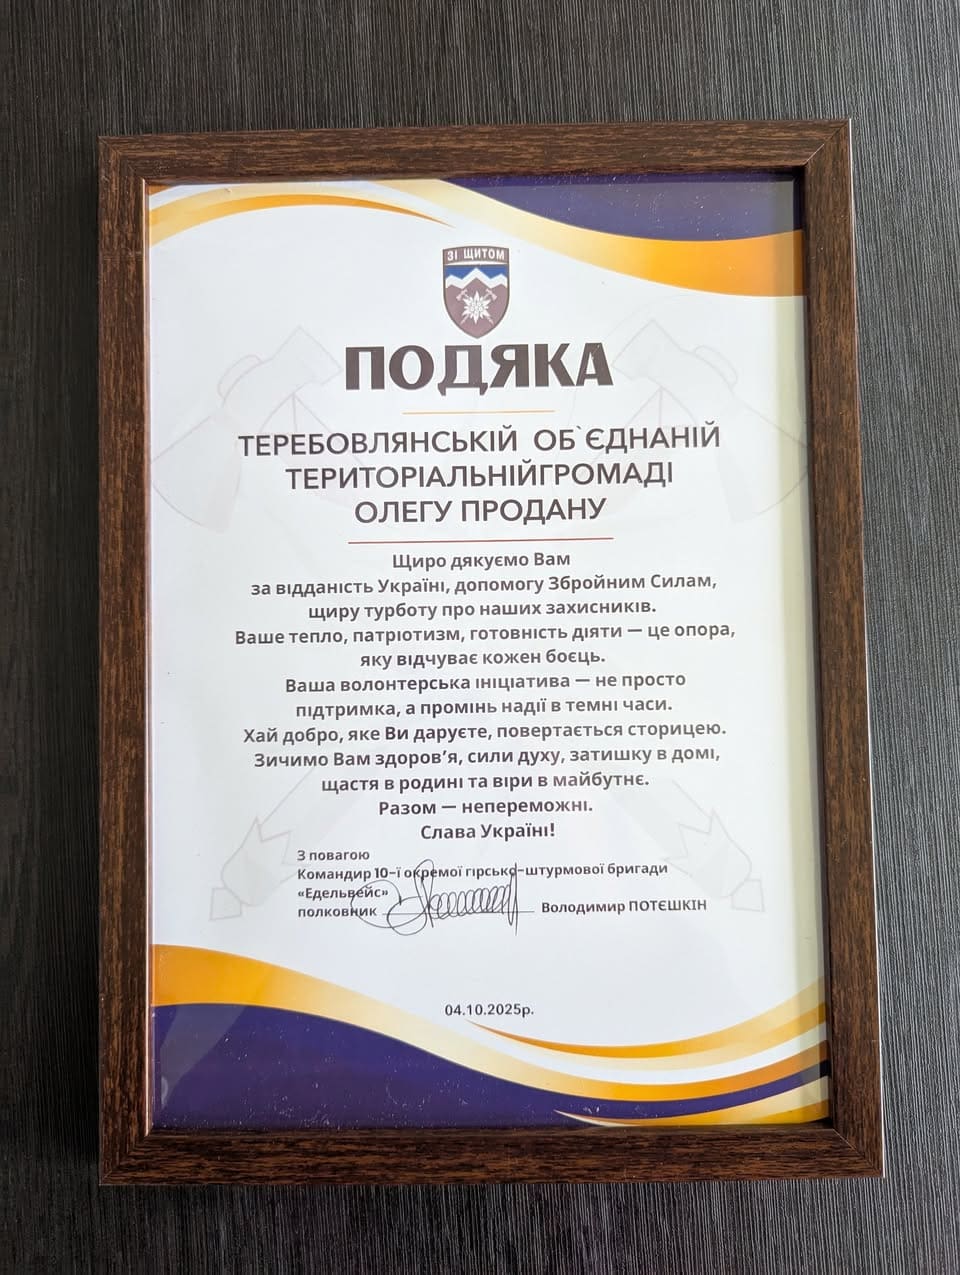 ЗІ ЩИТОМ
ПОДЯКА
ТЕРЕБОВЛЯНСЬКІЙ ОБ`ЄДНАНІЙ
ТЕРИТОРІАЛЬНІЙГРОМАДІ
ОЛЕГУ ПРОДАНУ
Щиро дякуємо Вам
за відданість Україні, допомогу Збройним Силам,
щиру турботу про наших захисників.
Ваше тепло, патріотизм, готовність діяти — це опора,
яку відчуває кожен боєць.
Ваша волонтерська ініціатива — не просто
підтримка, а промінь надії в темні часи.
Хай добро, яке Ви даруєте, повертається сторицею.
Зичимо Вам здоров’я, сили духу, затишку в домі,
щастя в родині та віри в майбутнє.
Разом — непереможні.
Слава Україні!
З повагою
Командир 10-ї окремої гірсько-штурмової бригади
«Едельвейс»
полковник Володимир ПОТЄШКІН
04.10.2025р.